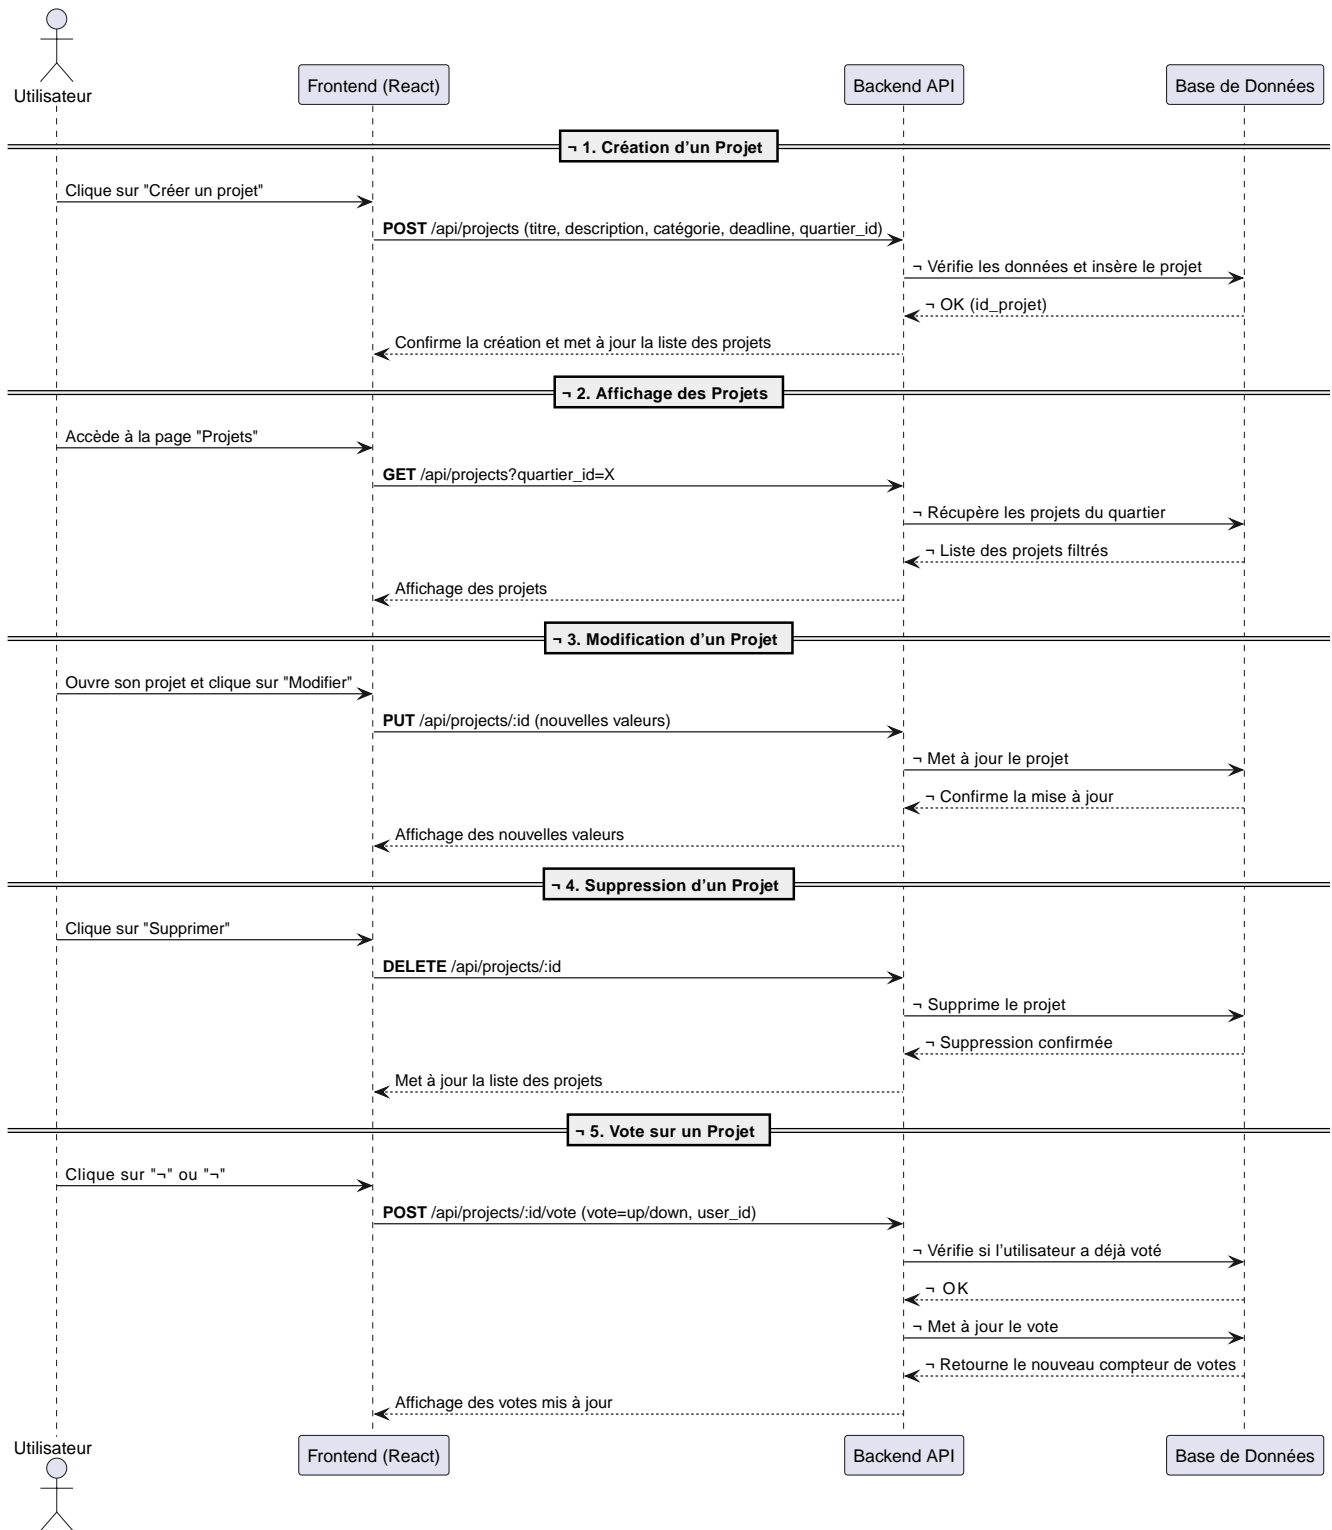 Utilisateur
Frontend (React)
Backend API
Base de Données
¬ 1. Création d’un Projet
Clique sur "Créer un projet"
POST /api/projects (titre, description, catégorie, deadline, quartier_id)
¬ Vérifie les données et insère le projet
¬ OK (id_projet)
Confirme la création et met à jour la liste des projets
¬ 2. Affichage des Projets
Accède à la page "Projets"
GET /api/projects?quartier_id=X
¬ Récupère les projets du quartier
¬ Liste des projets filtrés
Affichage des projets
¬ 3. Modification d’un Projet
Ouvre son projet et clique sur "Modifier"
PUT /api/projects/:id (nouvelles valeurs)
¬ Met à jour le projet
¬ Confirme la mise à jour
Affichage des nouvelles valeurs
¬ 4. Suppression d’un Projet
Clique sur "Supprimer"
DELETE /api/projects/:id
¬ Supprime le projet
¬ Suppression confirmée
Met à jour la liste des projets
¬ 5. Vote sur un Projet
Clique sur "¬" ou "¬"
POST /api/projects/:id/vote (vote=up/down, user_id)
¬ Vérifie si l’utilisateur a déjà voté
¬ OK
¬ Met à jour le vote
¬ Retourne le nouveau compteur de votes
Affichage des votes mis à jour
Utilisateur
Frontend (React)
Backend API
Base de Données